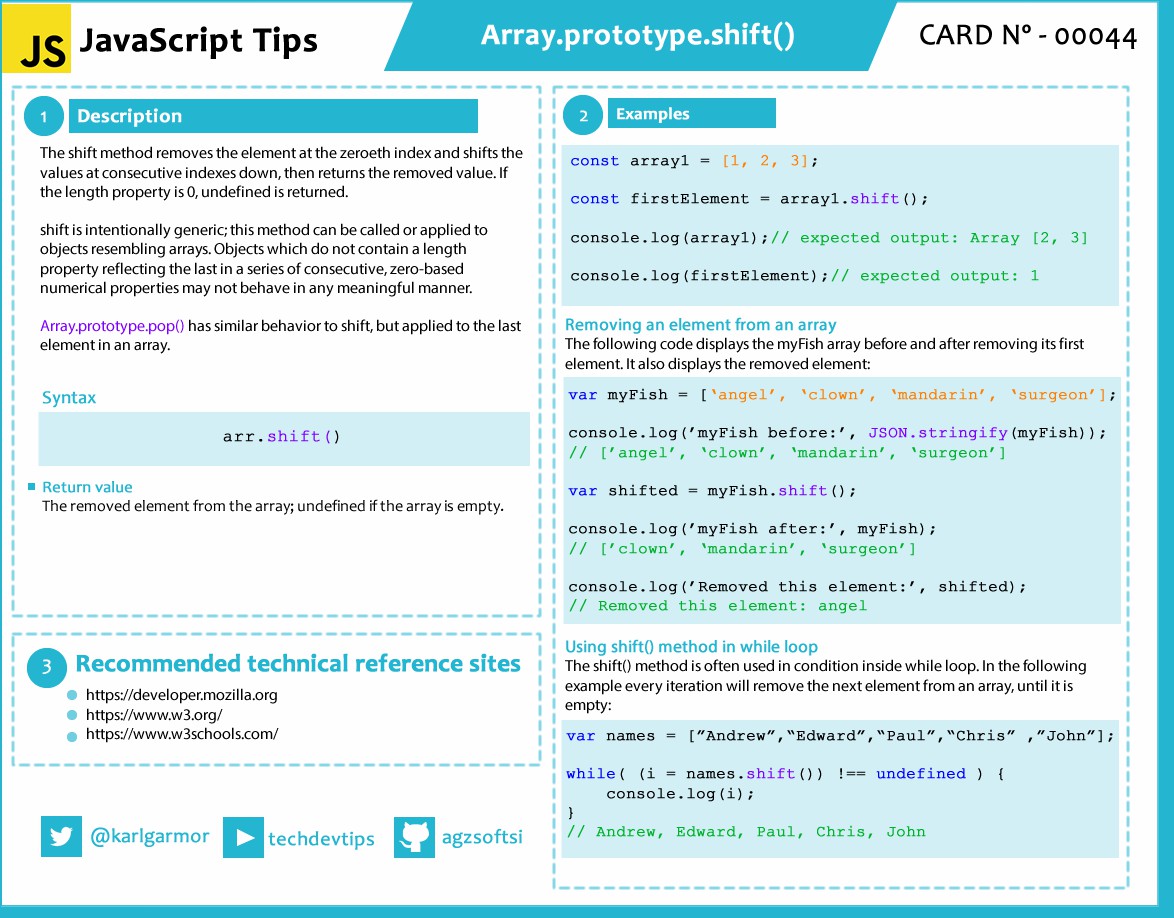 JS JavaScript Tips
Array.prototype.shift()
CARD Nº - 00044
1 Description
The shift method removes the element at the zeroeth index and shifts the
values at consecutive indexes down, then returns the removed value. If
the length property is 0, undefined is returned.
shift is intentionally generic; this method can be called or applied to
objects resembling arrays. Objects which do not contain a length
property reflecting the last in a series of consecutive, zero-based
numerical properties may not behave in any meaningful manner.
Array.prototype.pop() has similar behavior to shift, but applied to the last
element in an array.
Syntax
arr.shift()
Return value
The removed element from the array; undefined if the array is empty.
2 Examples
const array1 = [1, 2, 3];
const firstElement = array1.shift();
console.log(array1);// expected output: Array [2, 3]
console.log(firstElement);// expected output: 1
Removing an element from an array
The following code displays the myFish array before and after removing its first
element. It also displays the removed element:
var myFish = [‘angel’, ‘clown’, ‘mandarin’, ‘surgeon’];
console.log(’myFish before:’, JSON.stringify(myFish));
// [’angel’, ‘clown’, ‘mandarin’, ‘surgeon’]
var shifted = myFish.shift();
console.log(’myFish after:’, myFish);
// [’clown’, ‘mandarin’, ‘surgeon’]
console.log(’Removed this element:’, shifted);
// Removed this element: angel
Using shift() method in while loop
The shift() method is often used in condition inside while loop. In the following
example every iteration will remove the next element from an array, until it is
empty:
var names = [”Andrew”,“Edward”,“Paul”,“Chris” ,”John”];
while( (i = names.shift()) !== undefined ) {
console.log(i);
}
// Andrew, Edward, Paul, Chris, John
3 Recommended technical reference sites
https://developer.mozilla.org
https://www.w3.org/
https://www.w3schools.com/
@karlgarmor
techdevtips
agzsoftsi